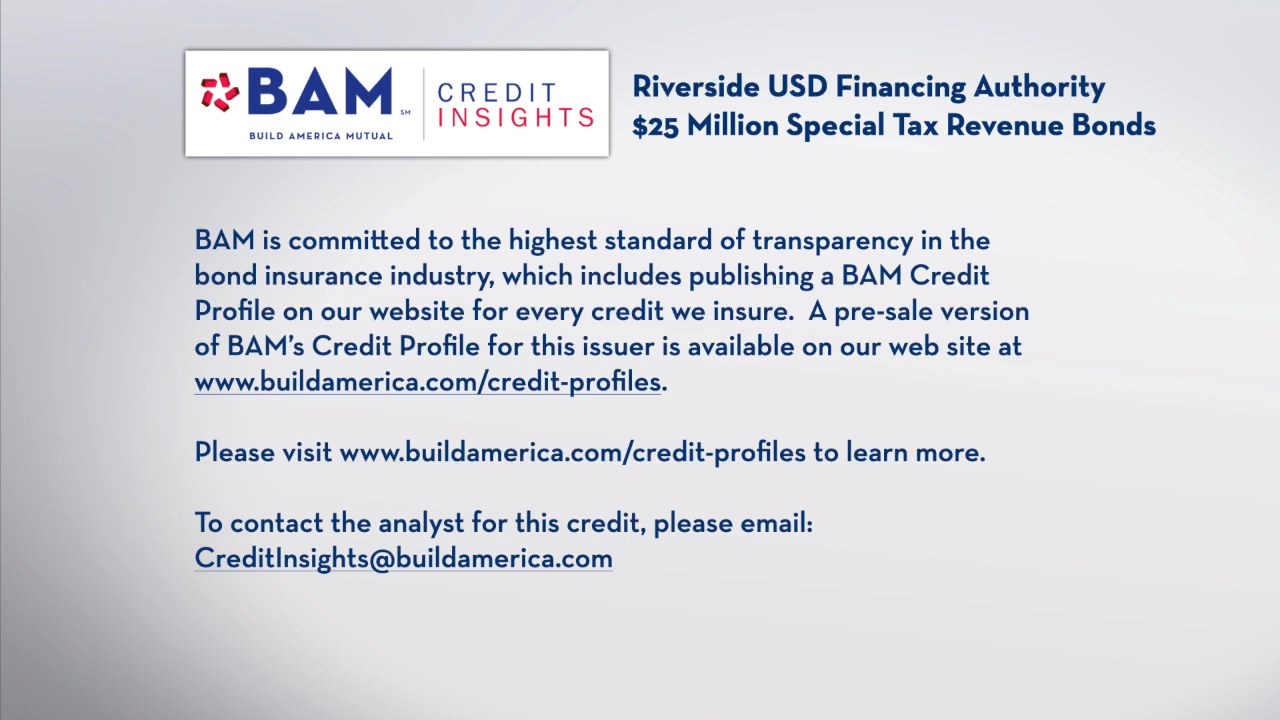 BAM SM
BUILD AMERICA MUTUAL
CREDIT
INSIGHTS
Riverside USD Financing Authority
$25 Million Special Tax Revenue Bonds
BAM is committed to the highest standard of transparency in the
bond insurance industry, which includes publishing a BAM Credit
Profile on our website for every credit we insure.  A pre-sale version
of BAM’s Credit Profile for this issuer is available on our web site at
www.buildamerica.com/credit-profiles.
Please visit www.buildamerica.com/credit-profiles to learn more.
To contact the analyst for this credit, please email:
CreditInsights@buildamerica.com